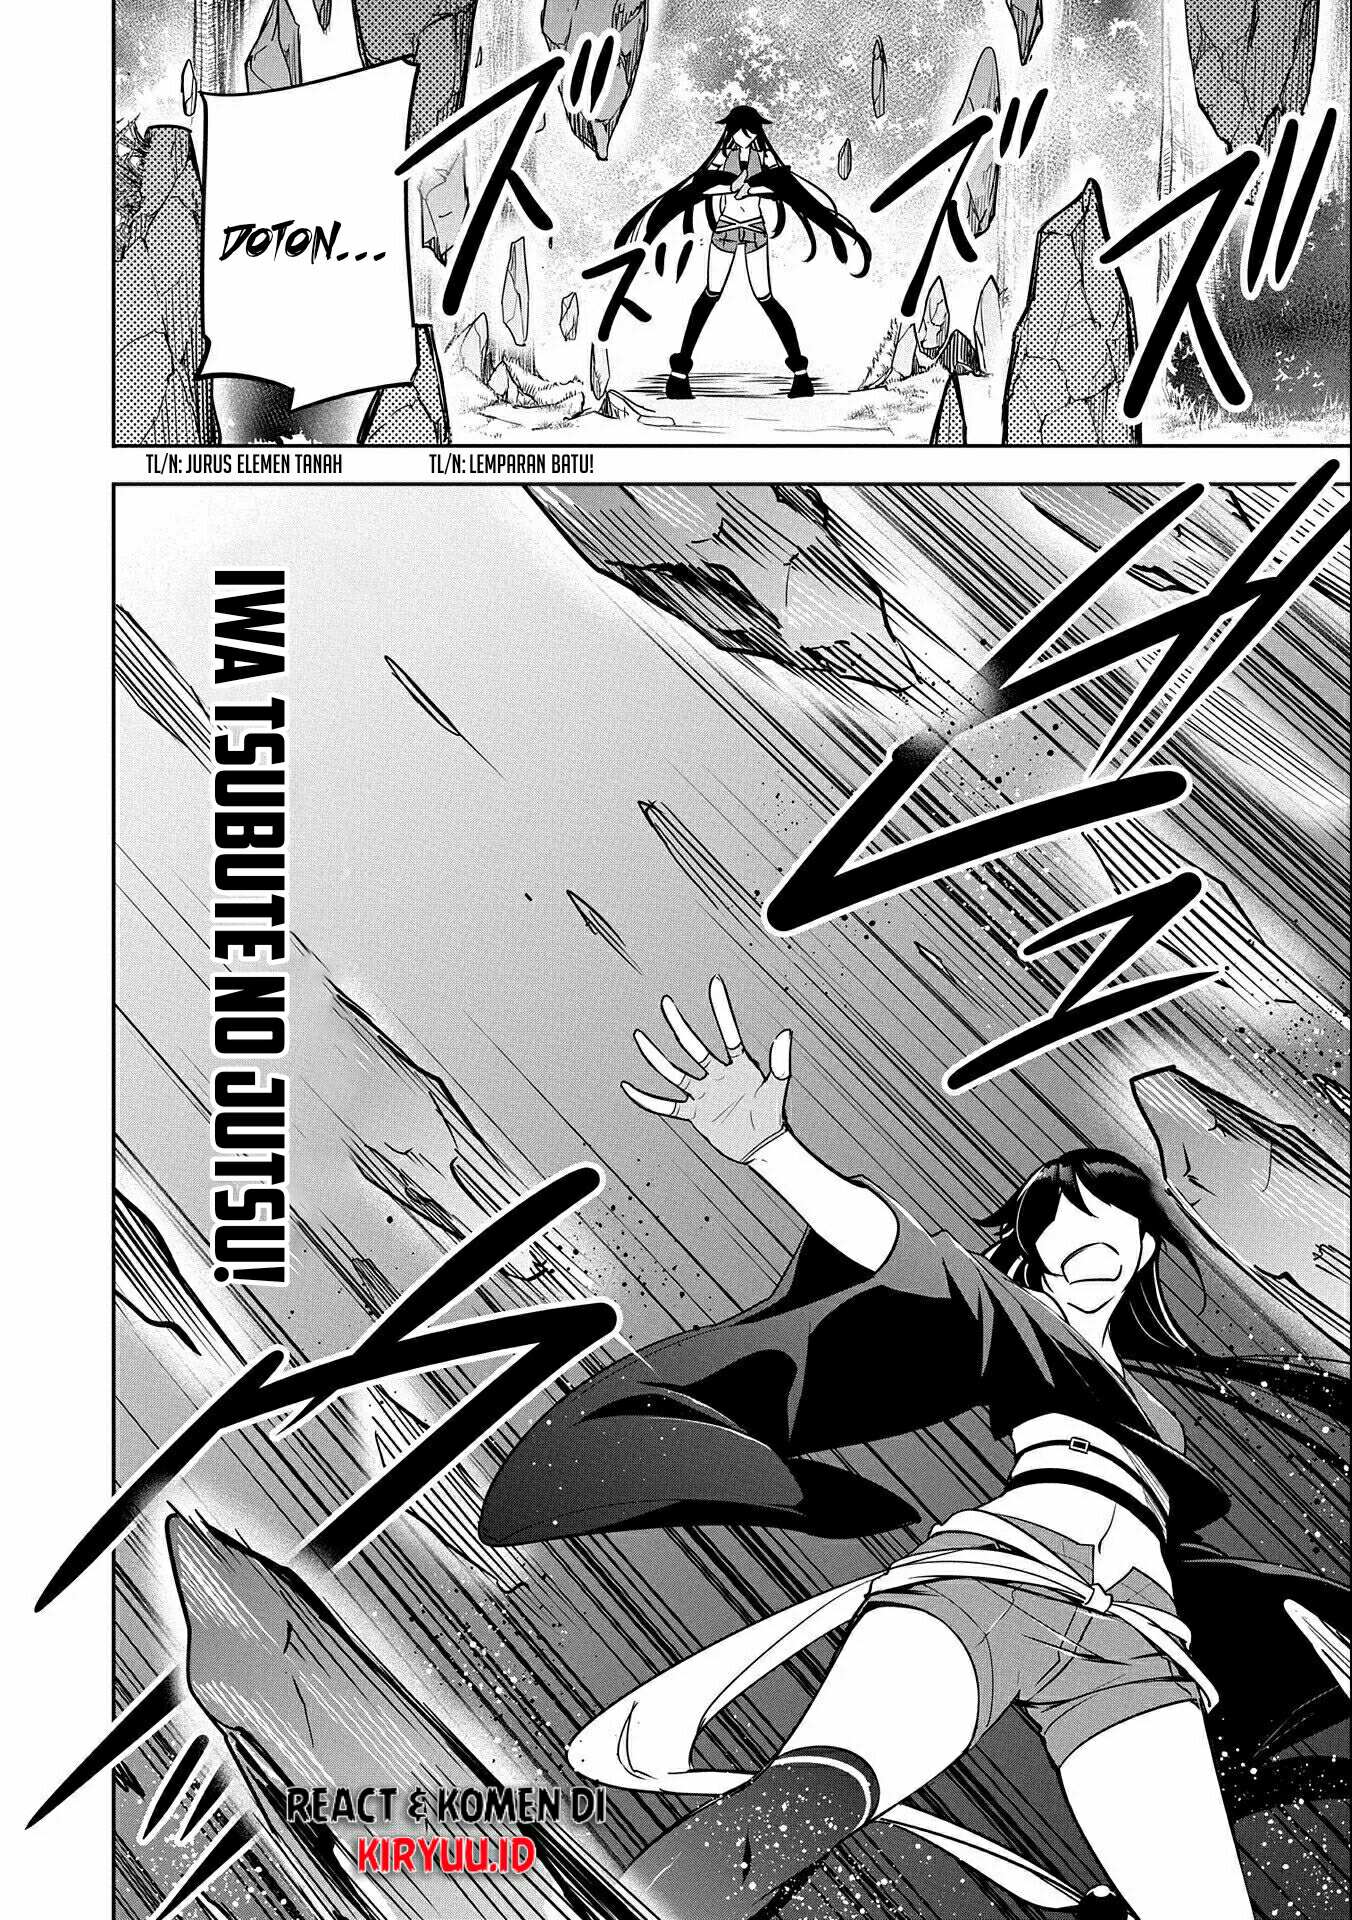 DOTON...
ズズズズ
TL/N: JURUS ELEMEN TANAH
TL/N: LEMPARAN BATU!
IWA TSUBUTE NO JUTSU!
REACT & KOMEN DI
KIRYUU.ID